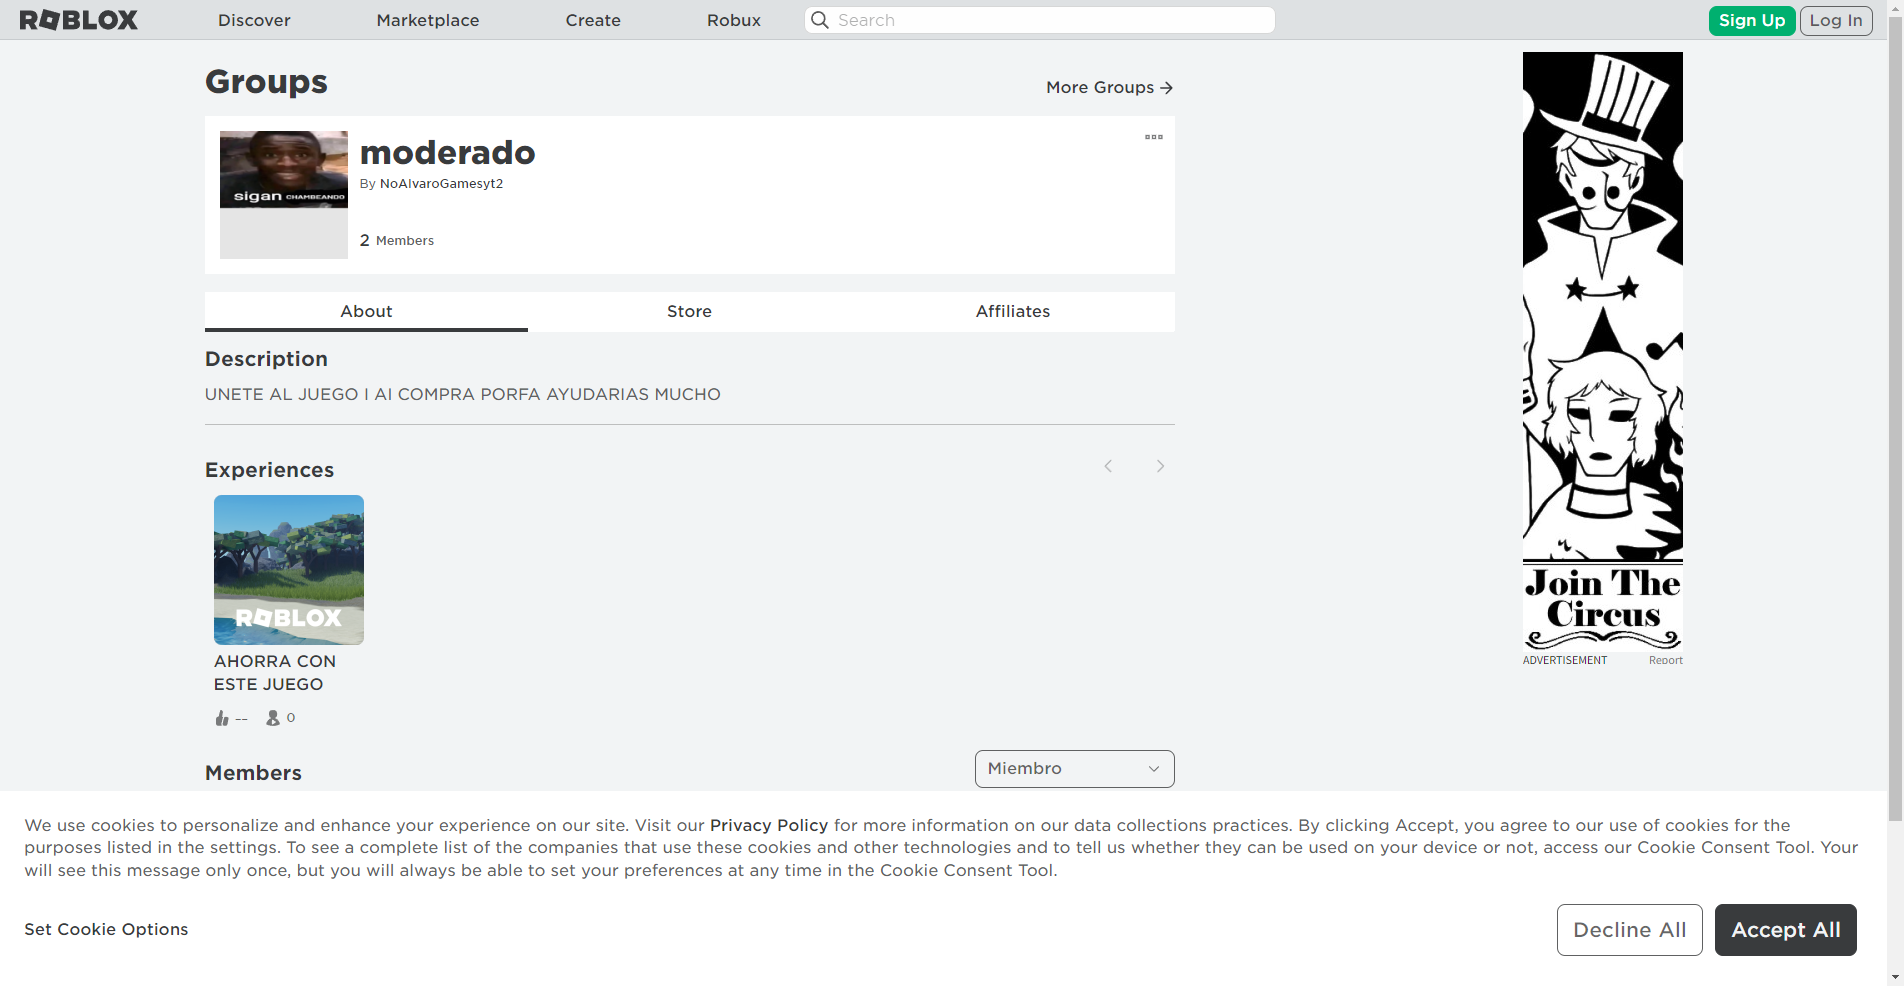 ROBLOX
Discover
Marketplace
Create
Robux
Search
Sign Up
Log In
Groups
More Groups
moderado
By NoAlvaroGamesyt2
sigan CHAMBEANDO
2 Members
About
Store
Affiliates
Description
UNETE AL JUEGO I AI COMPRA PORFA AYUDARIAS MUCHO
Experiences
ROBLOX
AHORRA CON
ESTE JUEGO
--
0
Members
Miembro
Join The
Circus
ADVERTISEMENT
Report
We use cookies to personalize and enhance your experience on our site. Visit our Privacy Policy for more information on our data collections practices. By clicking Accept, you agree to our use of cookies for the
purposes listed in the settings. To see a complete list of the companies that use these cookies and other technologies and to tell us whether they can be used on your device or not, access our Cookie Consent Tool. Your
will see this message only once, but you will always be able to set your preferences at any time in the Cookie Consent Tool.
Set Cookie Options
Decline All
Accept All